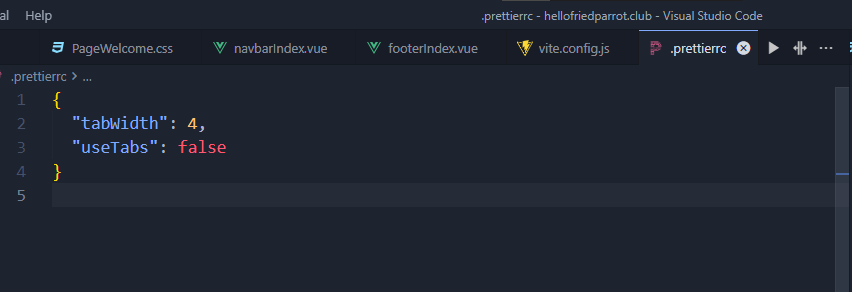 al Help .prettierrc - hellofriedparrot.club - Visual Studio Code
PageWelcome.css navbarIndex.vue footerIndex.vue vite.config.js .prettierrc
.prettierrc > ...
1 {
2 "tabWidth": 4,
3 "useTabs": false
4 }
5